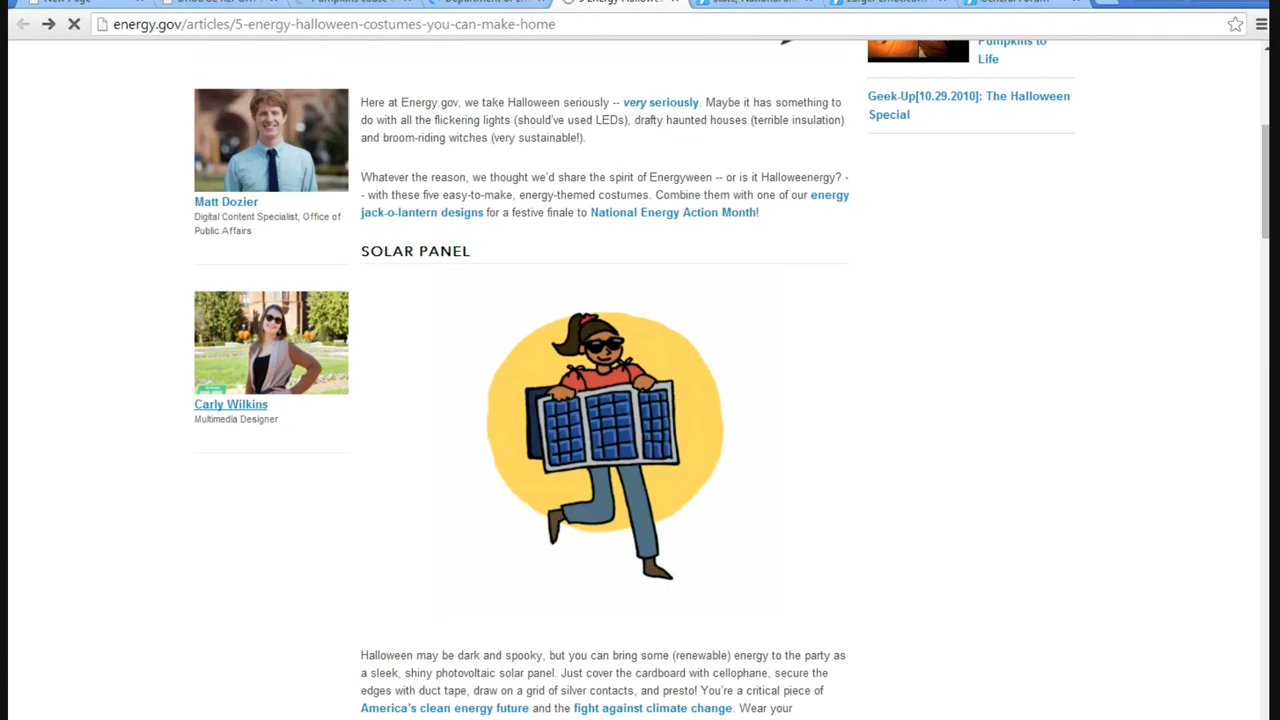 energy.gov/articles/5-energy-halloween-costumes-you-can-make-home
Pumpkins to
Life
Geek-Up[10.29.2010]: The Halloween
Special
Matt Dozier
Digital Content Specialist, Office of
Public Affairs
Carly Wilkins
Multimedia Designer
Here at Energy.gov, we take Halloween seriously -- very seriously. Maybe it has something to
do with all the flickering lights (should've used LEDs), drafty haunted houses (terrible insulation)
and broom-riding witches (very sustainable!).
Whatever the reason, we thought we'd share the spirit of Energyween -- or is it Halloweenergy? -
- with these five easy-to-make, energy-themed costumes. Combine them with one of our energy
jack-o-lantern designs for a festive finale to National Energy Action Month!
SOLAR PANEL
Halloween may be dark and spooky, but you can bring some (renewable) energy to the party as
a sleek, shiny photovoltaic solar panel. Just cover the cardboard with cellophane, secure the
edges with duct tape, draw on a grid of silver contacts, and presto! You're a critical piece of
America's clean energy future and the fight against climate change. Wear your